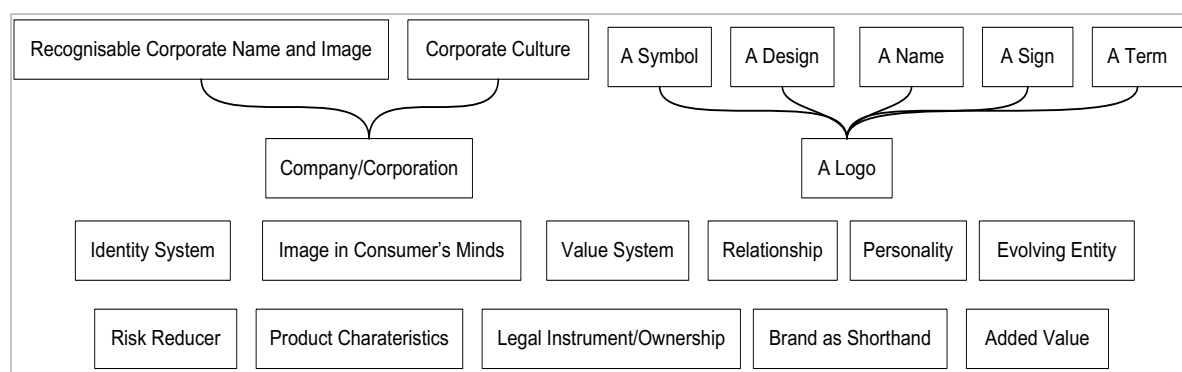 Recognisable Corporate Name and Image
Corporate Culture
A Symbol
A Design
A Name
A Sign
A Term
Company/Corporation
A Logo
Identity System
Image in Consumer's Minds
Value System
Relationship
Personality
Evolving Entity
Risk Reducer
Product Charateristics
Legal Instrument/Ownership
Brand as Shorthand
Added Value